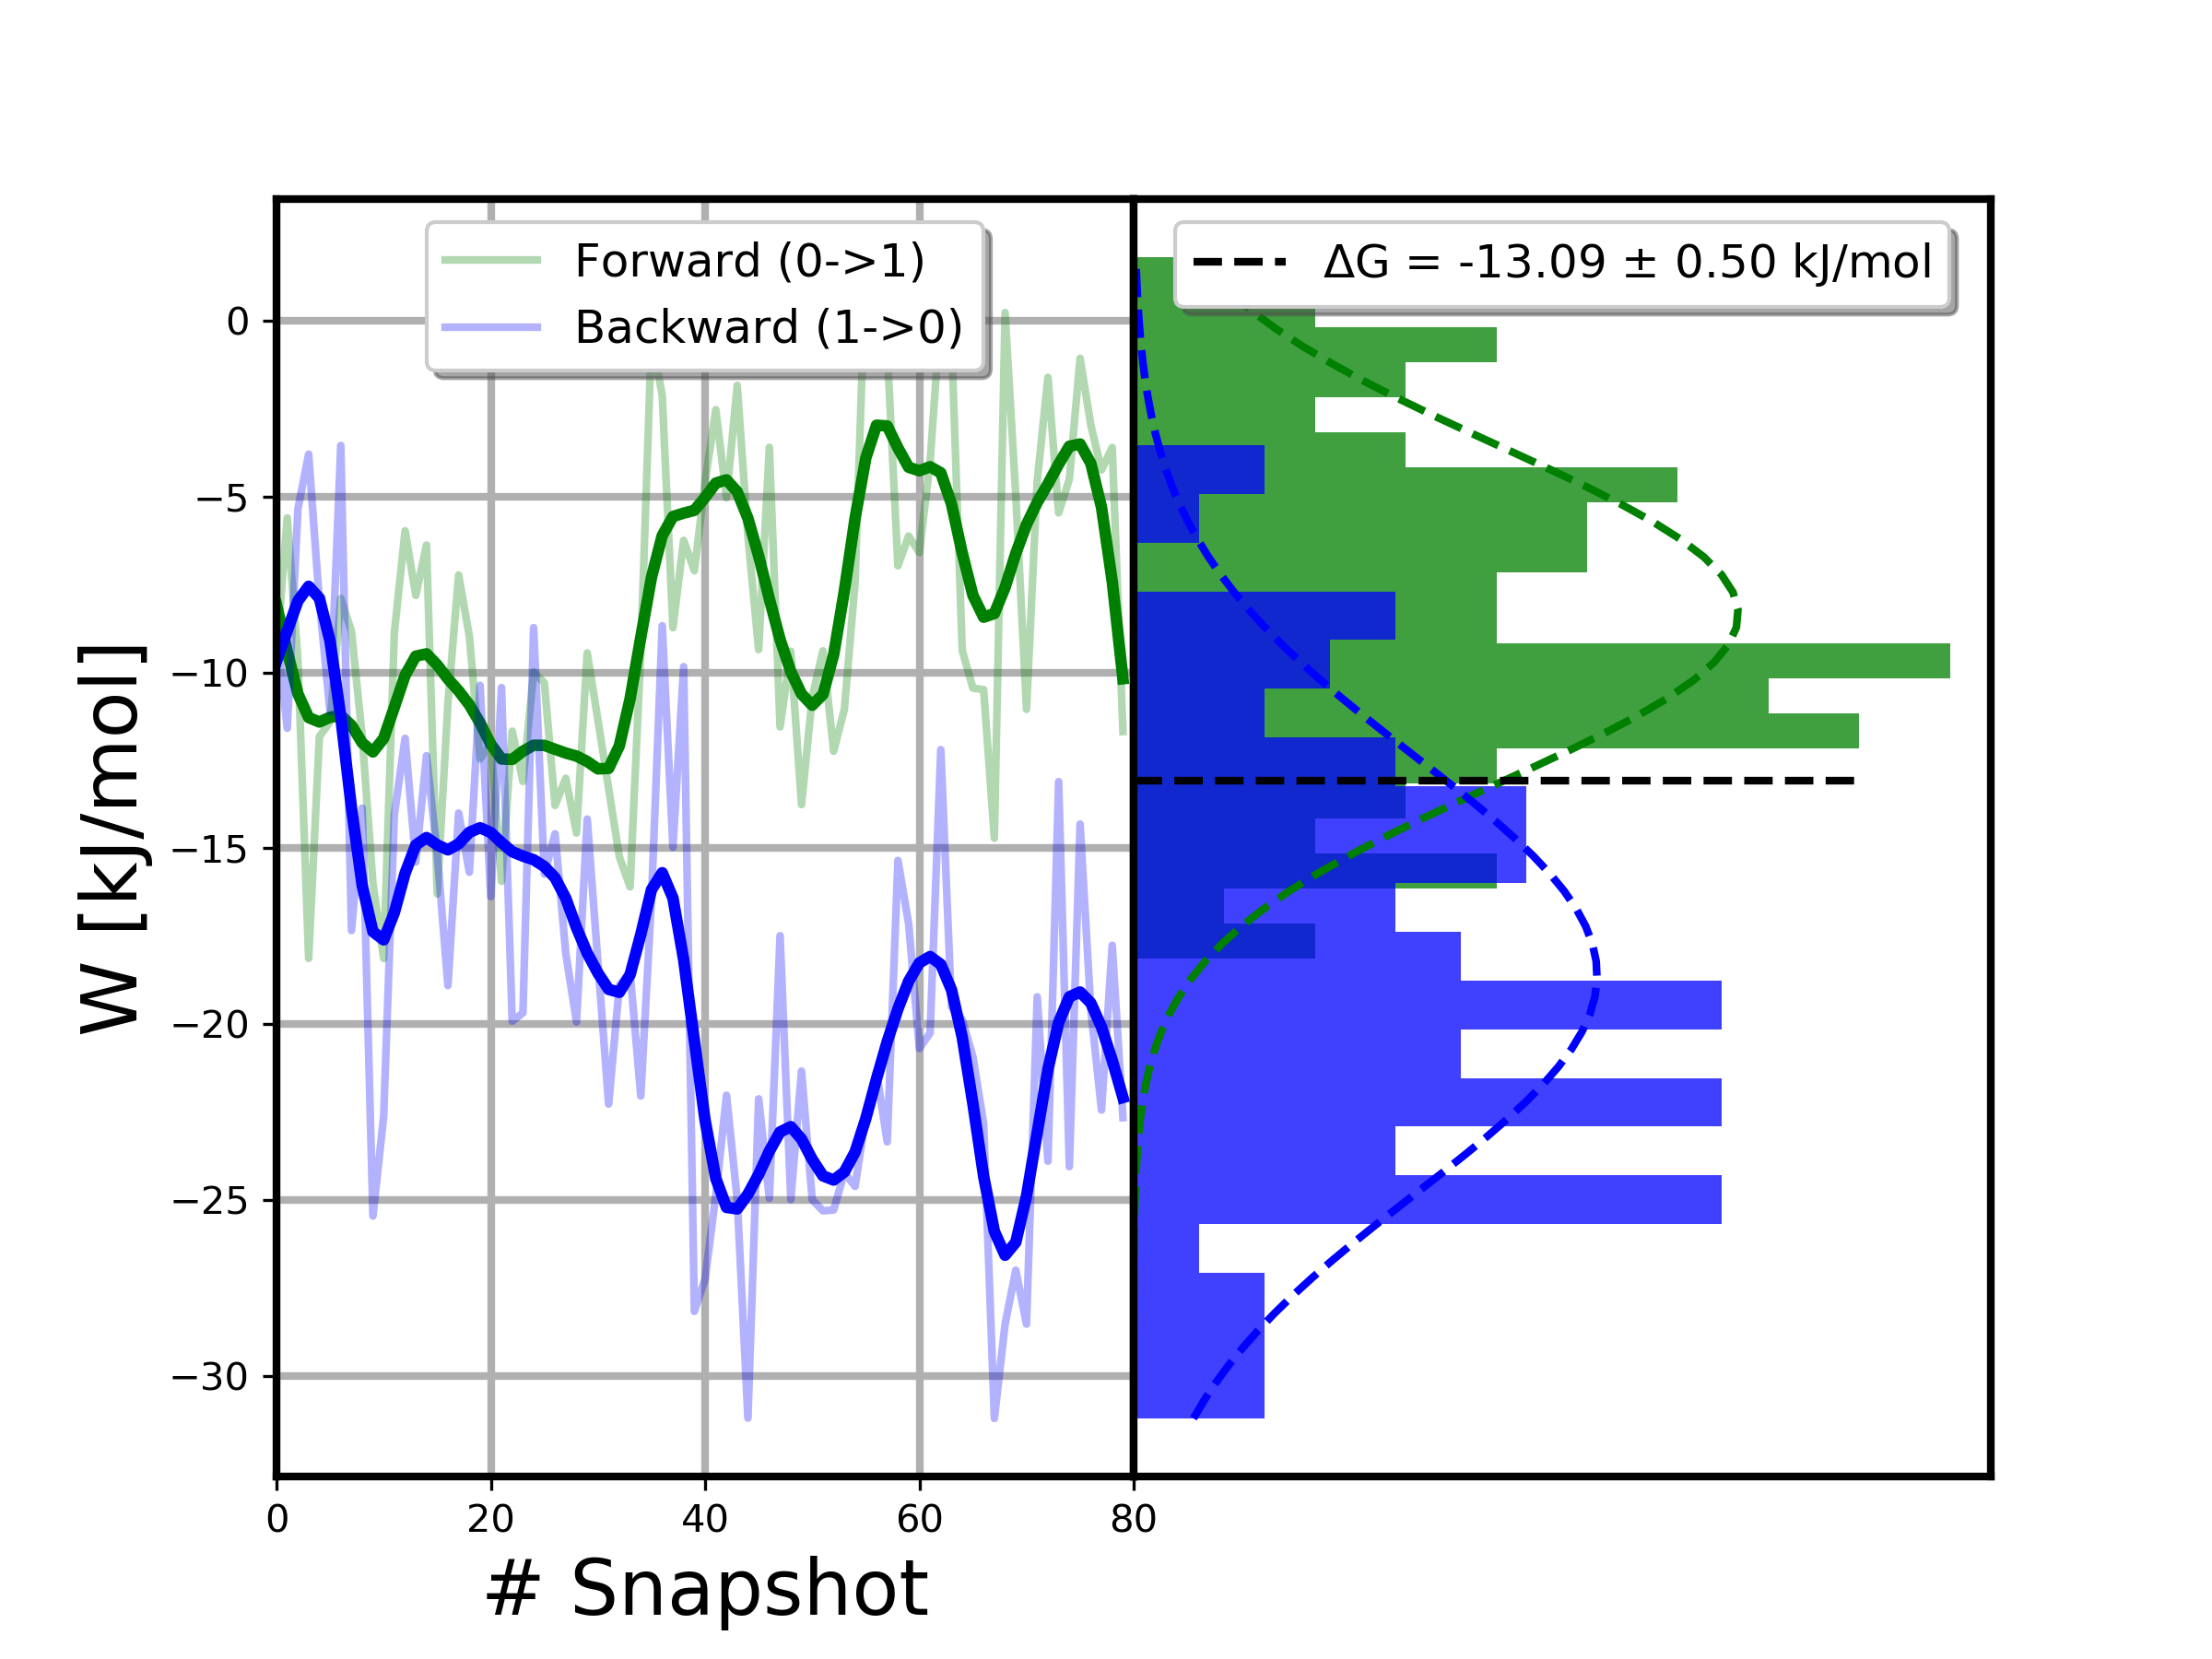 Forward (0->1)
Backward (1->0)
ΔG = -13.09 ± 0.50 kJ/mol
W [kJ/mol]
0
−5
−10
−15
−20
−25
−30
0 20 40 60 80
# Snapshot